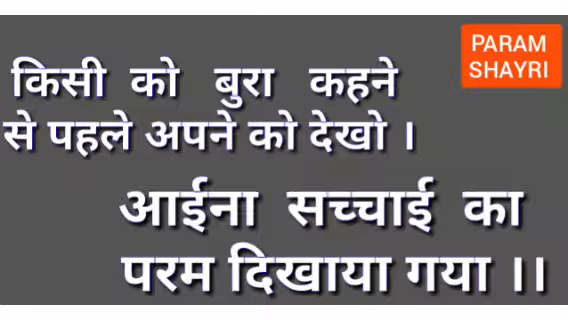 PARAM
SHAYRI
किसी को बुरा कहने
से पहले अपने को देखो ।
आईना सच्चाई का
परम दिखाया गया ।।